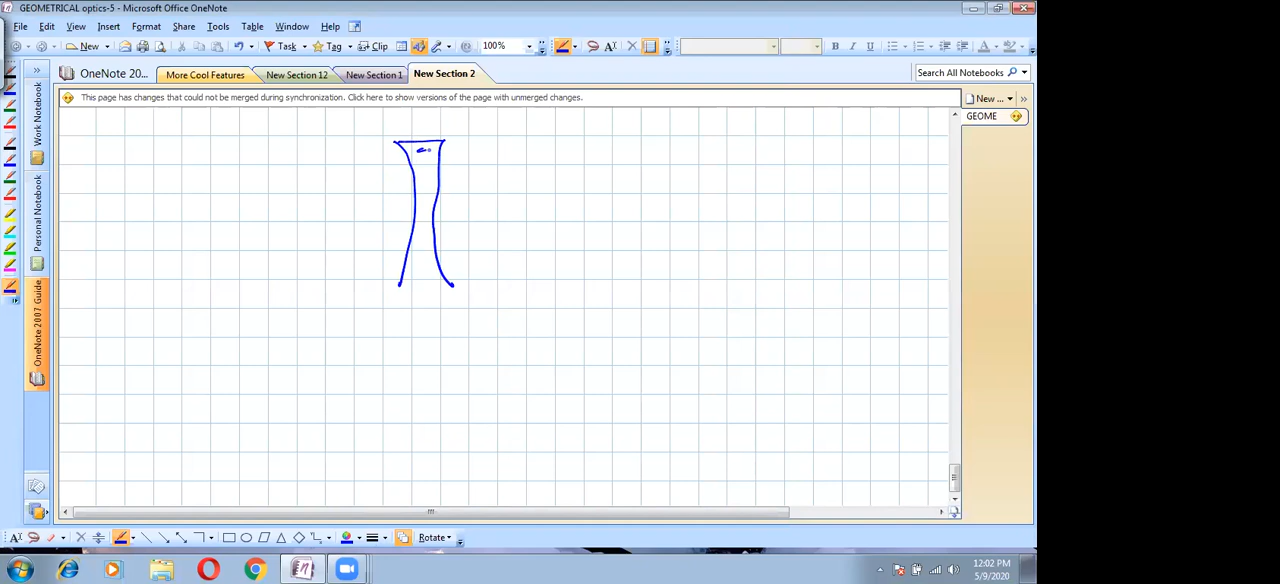 GEOMETRICAL optics-5 - Microsoft Office OneNote
File Edit View Insert Format Share Tools Table Window Help
New Task Tag Clip 100% B I U A
OneNote 20... More Cool Features New Section 12 New Section 1 New Section 2 Search All Notebooks
This page has changes that could not be merged during synchronization. Click here to show versions of the page with unmerged changes. New ...
GEOME
Work Notebook
Personal Notebook
OneNote 2007 Guide
Rotate
12:02 PM
5/9/2020